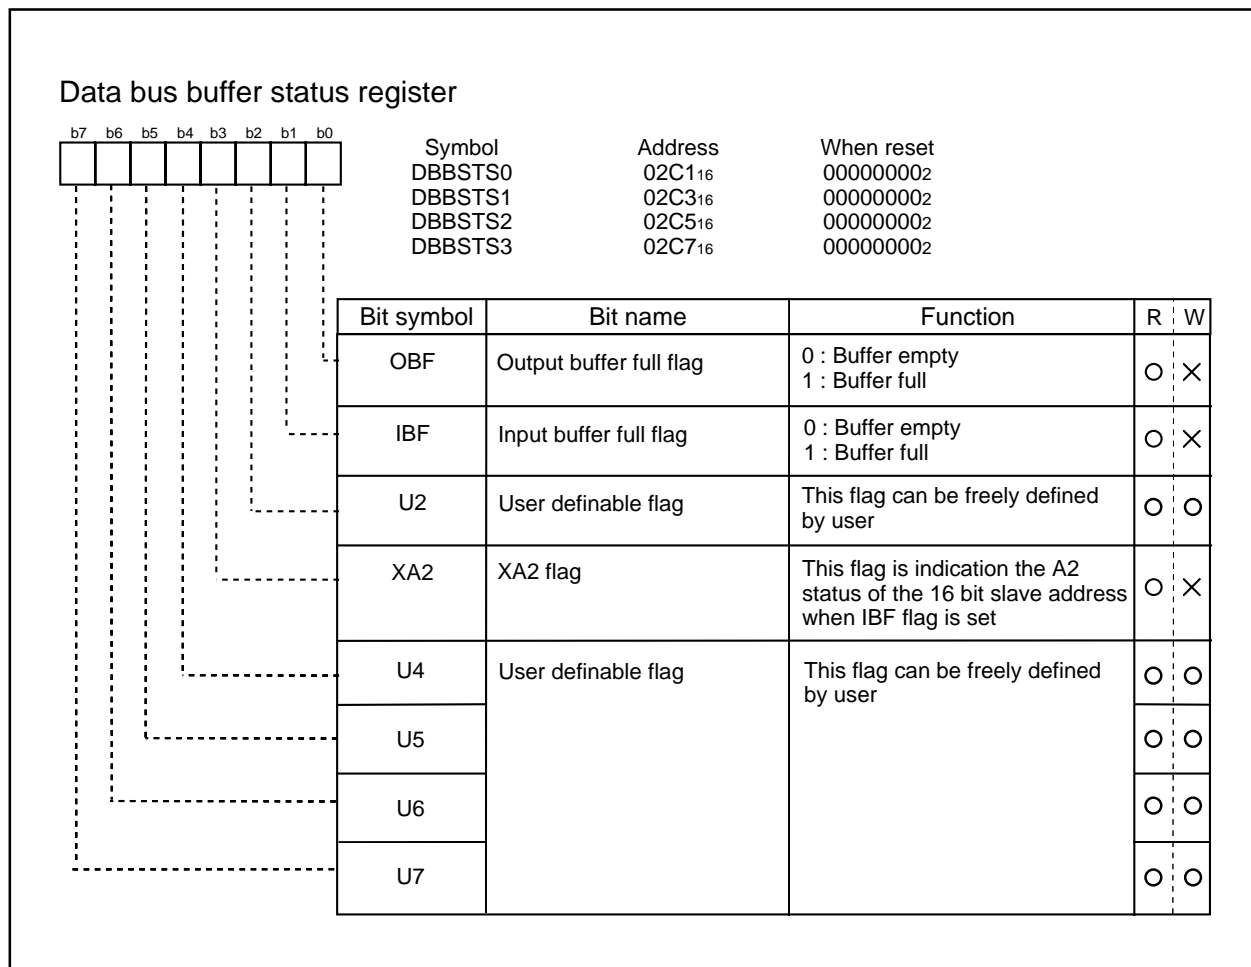 Data bus buffer status register
b7 b6 b5 b4 b3 b2 b1 b0
Symbol Address When reset
DBBSTS0 02C116 000000002
DBBSTS1 02C316 000000002
DBBSTS2 02C516 000000002
DBBSTS3 02C716 000000002
Bit symbol Bit name Function R W
OBF Output buffer full flag 0 : Buffer empty
1 : Buffer full
IBF Input buffer full flag 0 : Buffer empty
1 : Buffer full
U2 User definable flag This flag can be freely defined
by user
XA2 XA2 flag This flag is indication the A2
status of the 16 bit slave address
when IBF flag is set
U4 User definable flag This flag can be freely defined
by user
U5
U6
U7